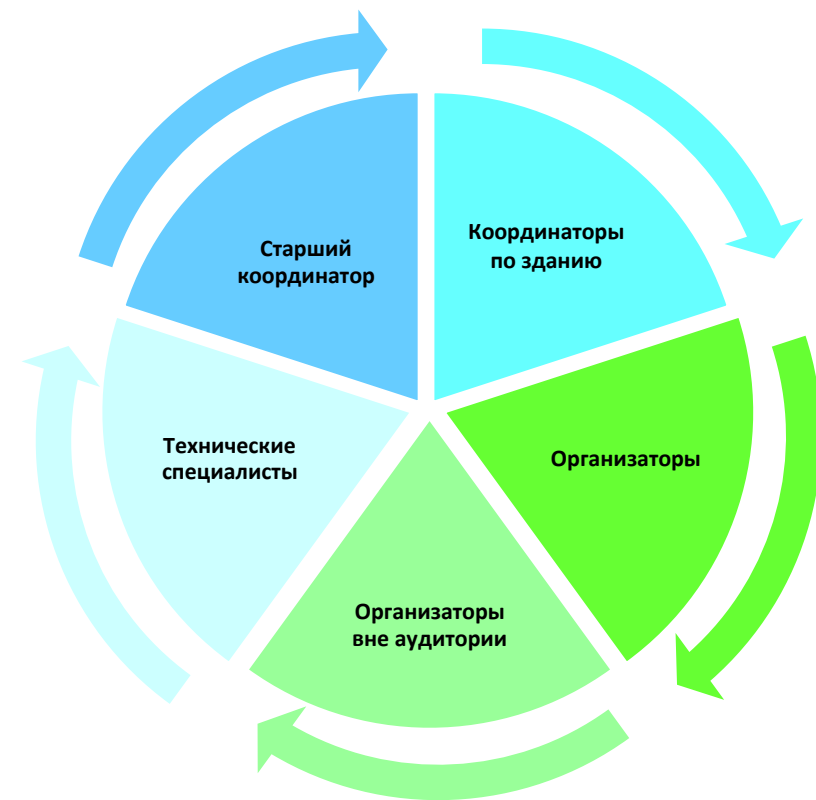 Старший
координатор
Координаторы
по зданию
Организаторы
Организаторы
вне аудитории
Технические
специалисты